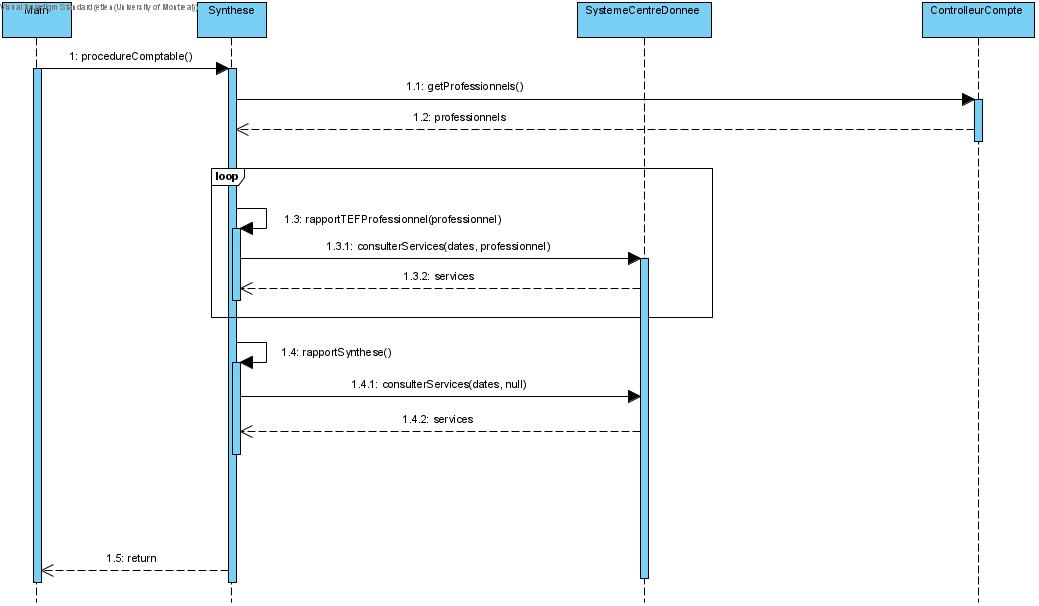 Visual Paradigm Standard (etien (University of Montreal)
Main
Synthese
SystemeCentreDonnee
ControlleurCompte
1: procedureComptable()
1.1: getProfessionnels()
1.2: professionnels
loop
1.3: rapportTEFProfessionnel(professionnel)
1.3.1: consulterServices(dates, professionnel)
1.3.2: services
1.4: rapportSynthese()
1.4.1: consulterServices(dates, null)
1.4.2: services
1.5: return